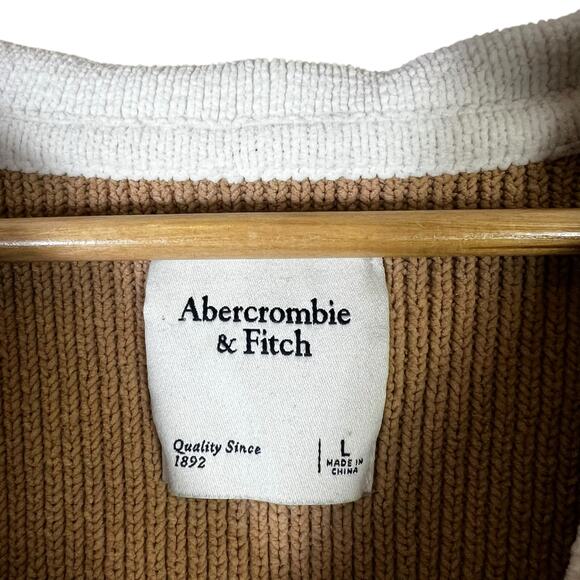 Abercrombie
& Fitch
Quality Since
1892
L
MADE IN
CHINA